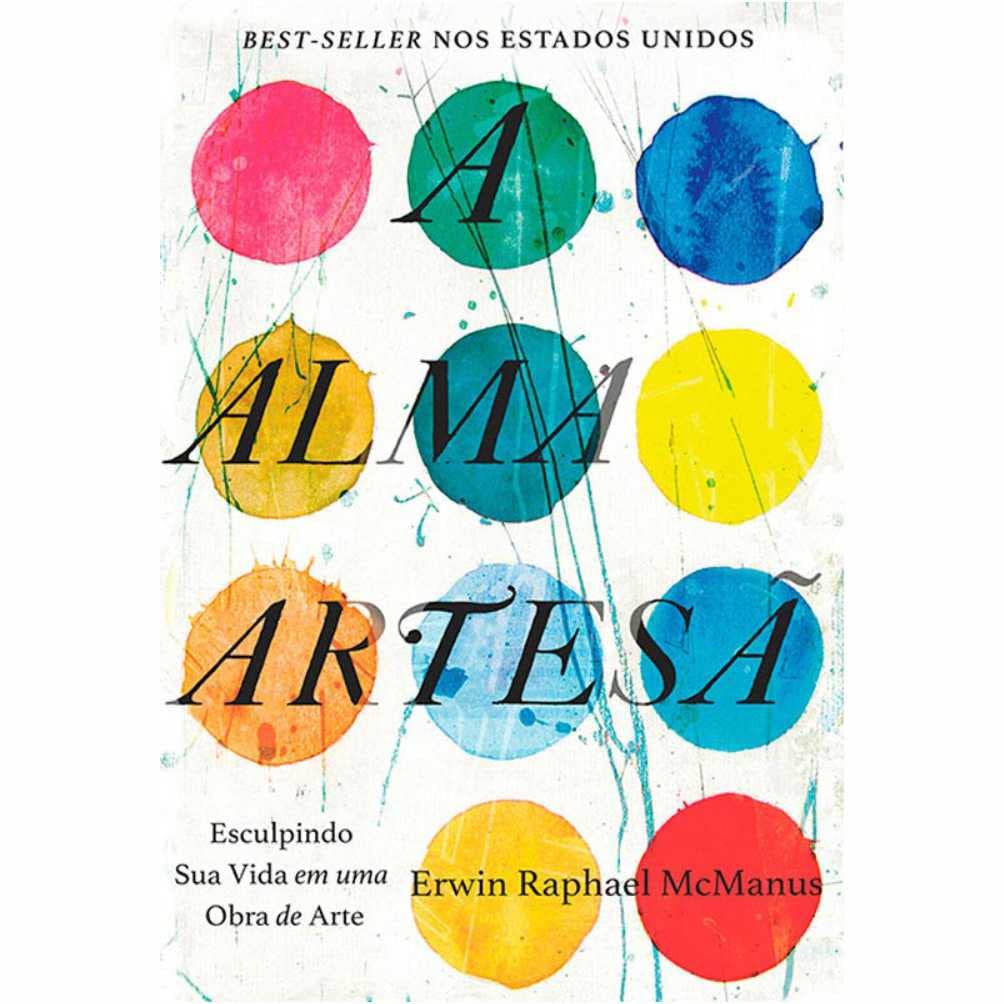 BEST-SELLER NOS ESTADOS UNIDOS
A
ALMA
ARTESÃ
Esculpindo
Sua Vida em uma
Obra de Arte
Erwin Raphael McManus